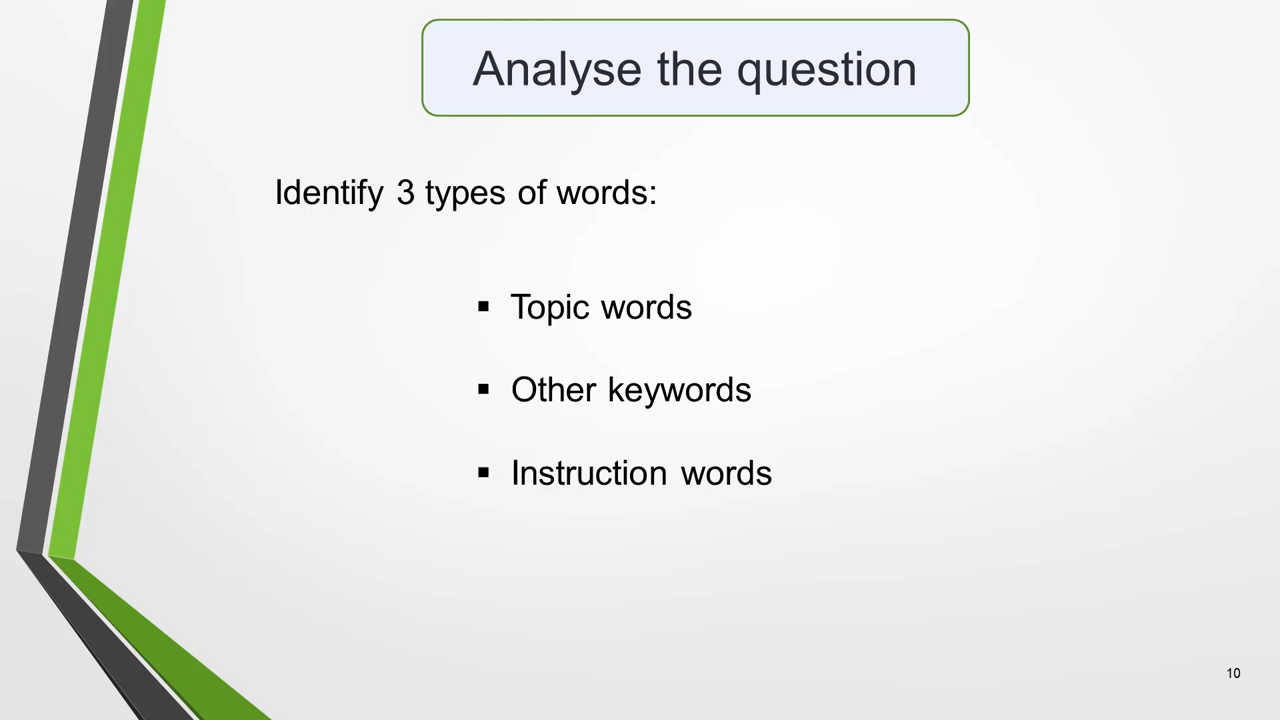 Analyse the question
Identify 3 types of words:
▪ Topic words
▪ Other keywords
▪ Instruction words
10